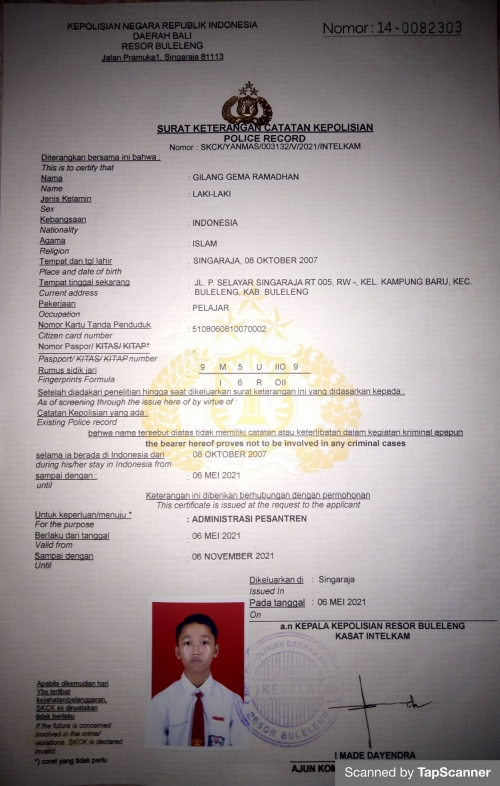 KEPOLISIAN NEGARA REPUBLIK INDONESIA
DAERAH BALI
RESOR BULELENG
Jalan Pramuka1, Singaraja 81113
Nomor: 14-0082303
SURAT KETERANGAN CATATAN KEPOLISIAN
POLICE RECORD
Nomor : SKCK/YANMAS/003132/V/2021/INTELKAM
Diterangkan bersama ini bahwa :
This is to certify that
Nama : GILANG GEMA RAMADHAN
Name
Jenis Kelamin : LAKI-LAKI
Sex
Kebangsaan : INDONESIA
Nationality
Agama : ISLAM
Religion
Tempat dan tgl lahir : SINGARAJA, 08 OKTOBER 2007
Place and date of birth
Tempat tinggal sekarang : JL. P. SELAYAR SINGARAJA RT 005, RW -, KEL. KAMPUNG BARU, KEC.
Current address BULELENG, KAB. BULELENG
Pekerjaan : PELAJAR
Occupation
Nomor Kartu Tanda Penduduk : 5108060810070002
Citizen card number
Nomor Paspor/ KITAS/ KITAP*
Passport/ KITAS/ KITAP number
Rumus sidik jari 9 M 5 U IIO 9
Fingerprints Formula I 6 R OII
Setelah diadakan penelitian hingga saat dikeluarkan surat keterangan ini yang didasarkan kepada :
As of screening through the issue here of by virtue of :
Catatan Kepolisian yang ada :
Existing Police record
bahwa nama tersebut diatas tidak memiliki catatan atau keterlibatan dalam kegiatan kriminal apapun
the bearer hereof proves not to be involved in any criminal cases
selama ia berada di Indonesia dari : 08 OKTOBER 2007
during his/her stay in Indonesia from
sampai dengan : : 06 MEI 2021
until
Keterangan ini diberikan berhubungan dengan permohonan
This certificate is issued at the request to the applicant
Untuk keperluan/menuju * : ADMINISTRASI PESANTREN
For the purpose
Berlaku dari tanggal : 06 MEI 2021
Valid from
Sampai dengan : 06 NOVEMBER 2021
Until
Dikeluarkan di : Singaraja
Issued In
Pada tanggal : 06 MEI 2021
On
a.n KEPALA KEPOLISIAN RESOR BULELENG
KASAT INTELKAM
Apabila dikemudian hari
Ybs terlibat
kejahatan/pelanggaran,
SKCK ini dinyatakan
tidak berlaku
If the future is concerned
involved in the crime/
violations. SKCK is declared
invalid
*) coret yang tidak perlu
RESOR BULELENG
I MADE DAYENDRA
Scanned by TapScanner